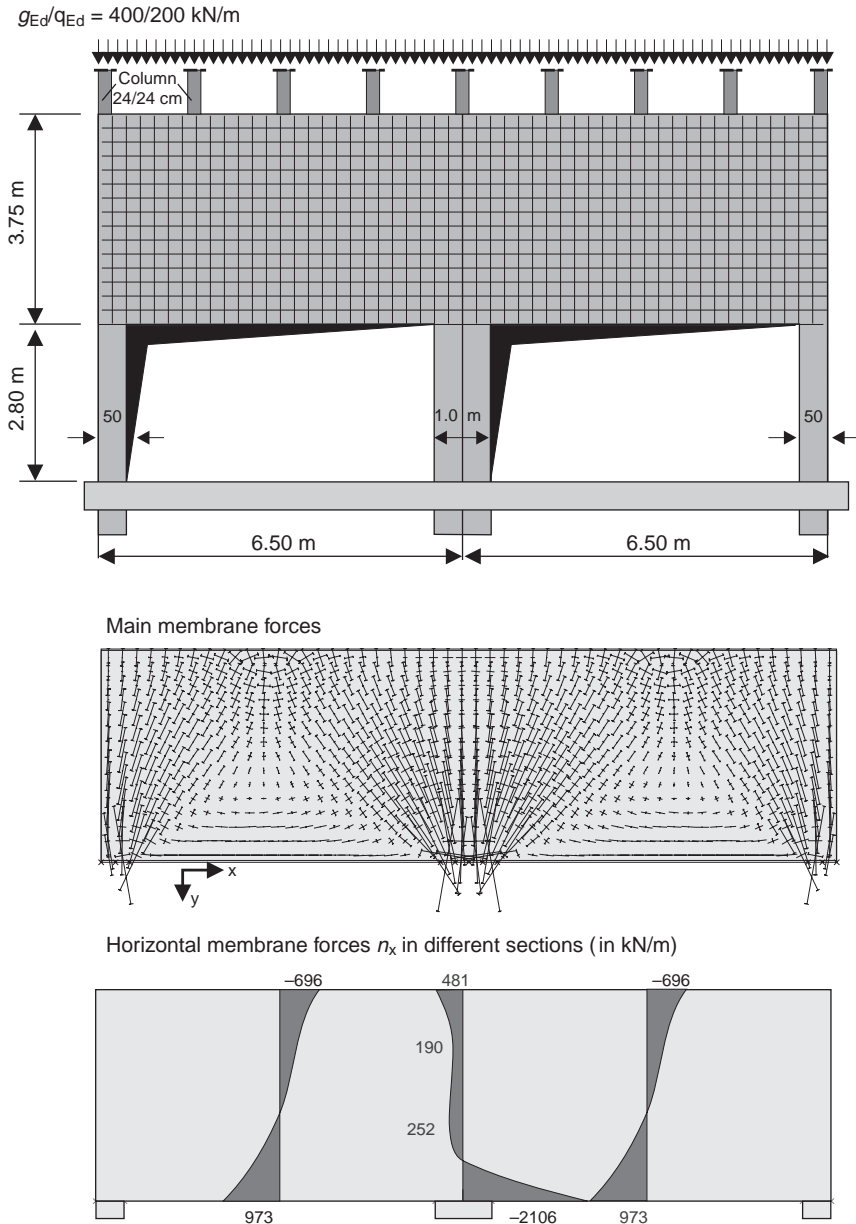 gEd/qEd = 400/200 kN/m
Column
24/24 cm
3.75 m
2.80 m
50
1.0 m
50
6.50 m
6.50 m
Main membrane forces
x
y
Horizontal membrane forces nx in different sections (in kN/m)
–696
481
–696
190
252
973
–2106
973